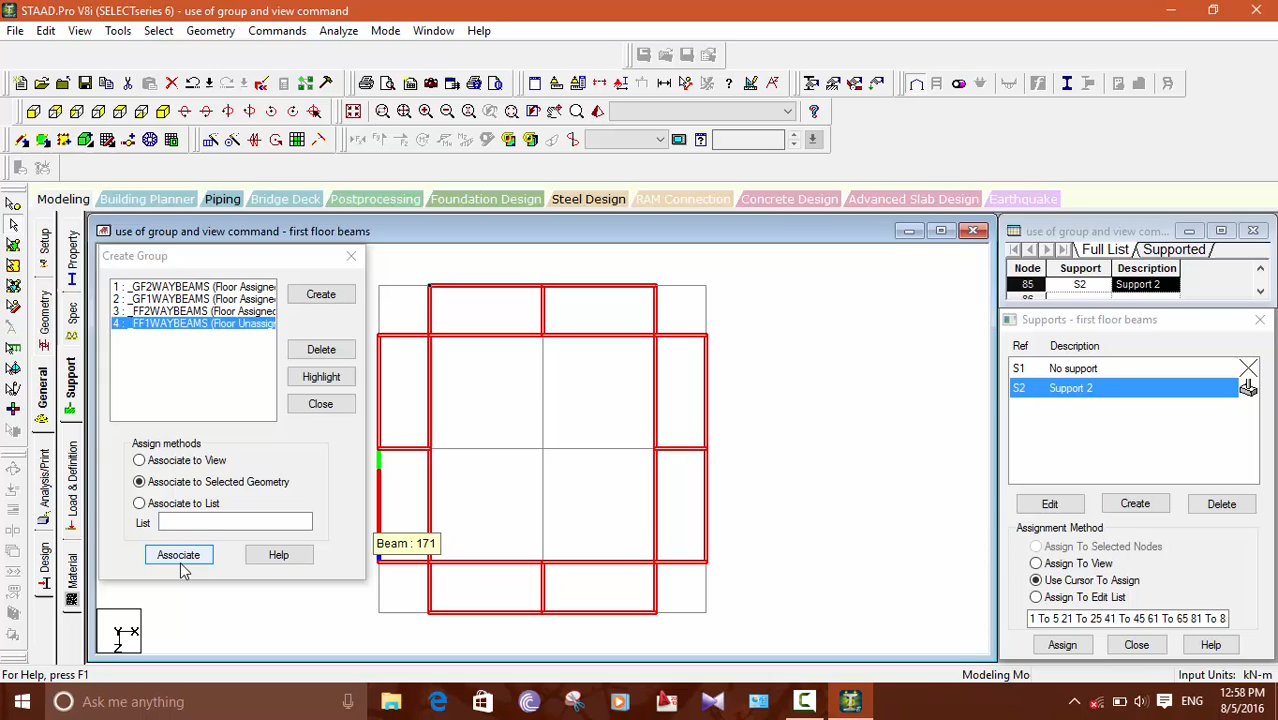 STAAD.Pro V8i (SELECTseries 6) - use of group and view command
File Edit View Tools Select Geometry Commands Analyze Mode Window Help
Modeling Building Planner Piping Bridge Deck Postprocessing Foundation Design Steel Design RAM Connection Concrete Design Advanced Slab Design Earthquake
use of group and view command - first floor beams
Create Group
1 : _GF2WAYBEAMS (Floor Assigne
2 : _GF1WAYBEAMS (Floor Assigne
3 : _FF2WAYBEAMS (Floor Assigne
4 : _FF1WAYBEAMS (Floor Unassig
Create
Delete
Highlight
Close
Assign methods
Associate to View
Associate to Selected Geometry
Associate to List
List
Associate Help
Beam : 171
Setup
Geometry
General
Analysis/Print
Design
Property
Spec
Support
Load & Definition
Material
Y X
Z
use of group and view com...
Full List Supported
Node Support Description
85 S2 Support 2
Supports - first floor beams
Ref Description
S1 No support
S2 Support 2
Edit Create Delete
Assignment Method
Assign To Selected Nodes
Assign To View
Use Cursor To Assign
Assign To Edit List
1 To 5 21 To 25 41 To 45 61 To 65 81 To 8
Assign Close Help
For Help, press F1
Modeling Mo
Input Units: kN-m
Ask me anything
ENG
12:58 PM
8/5/2016